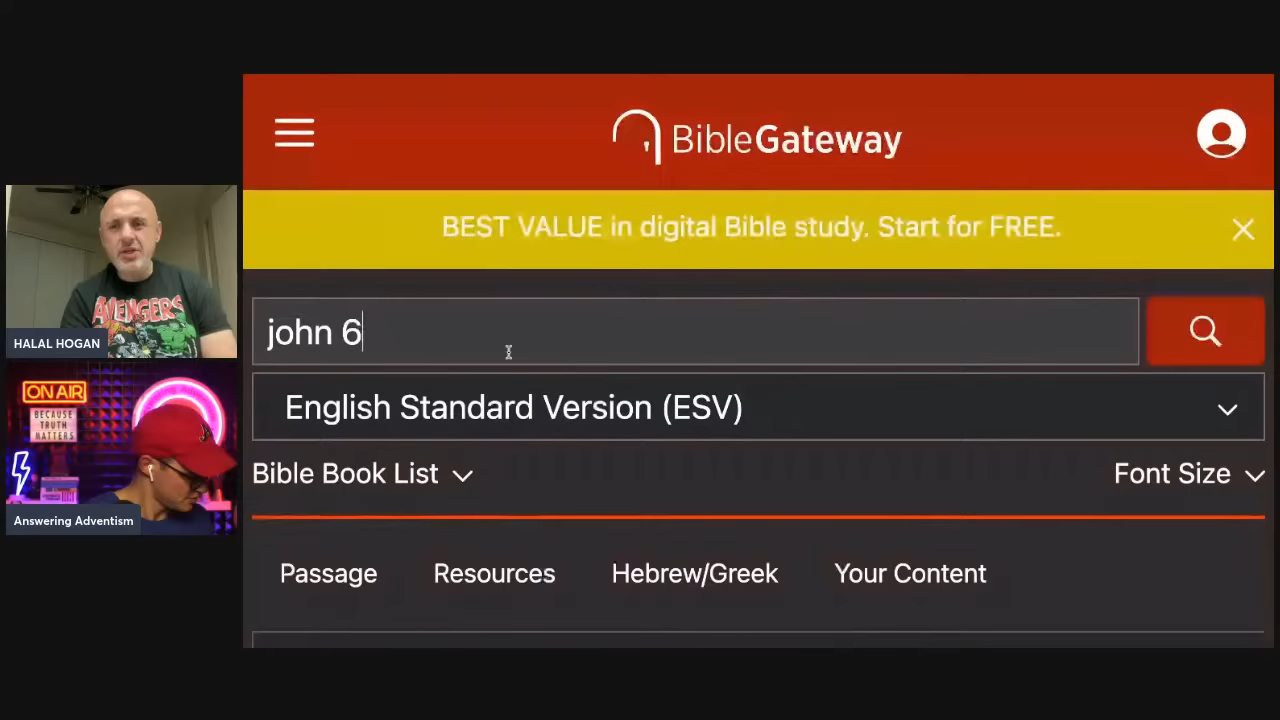 BibleGateway
BEST VALUE in digital Bible study. Start for FREE.
john 6
English Standard Version (ESV)
Bible Book List
Font Size
Passage
Resources
Hebrew/Greek
Your Content
AVENGERS
HALAL HOGAN
ON AIR
BECAUSE
TRUTH
MATTERS
Answering Adventism